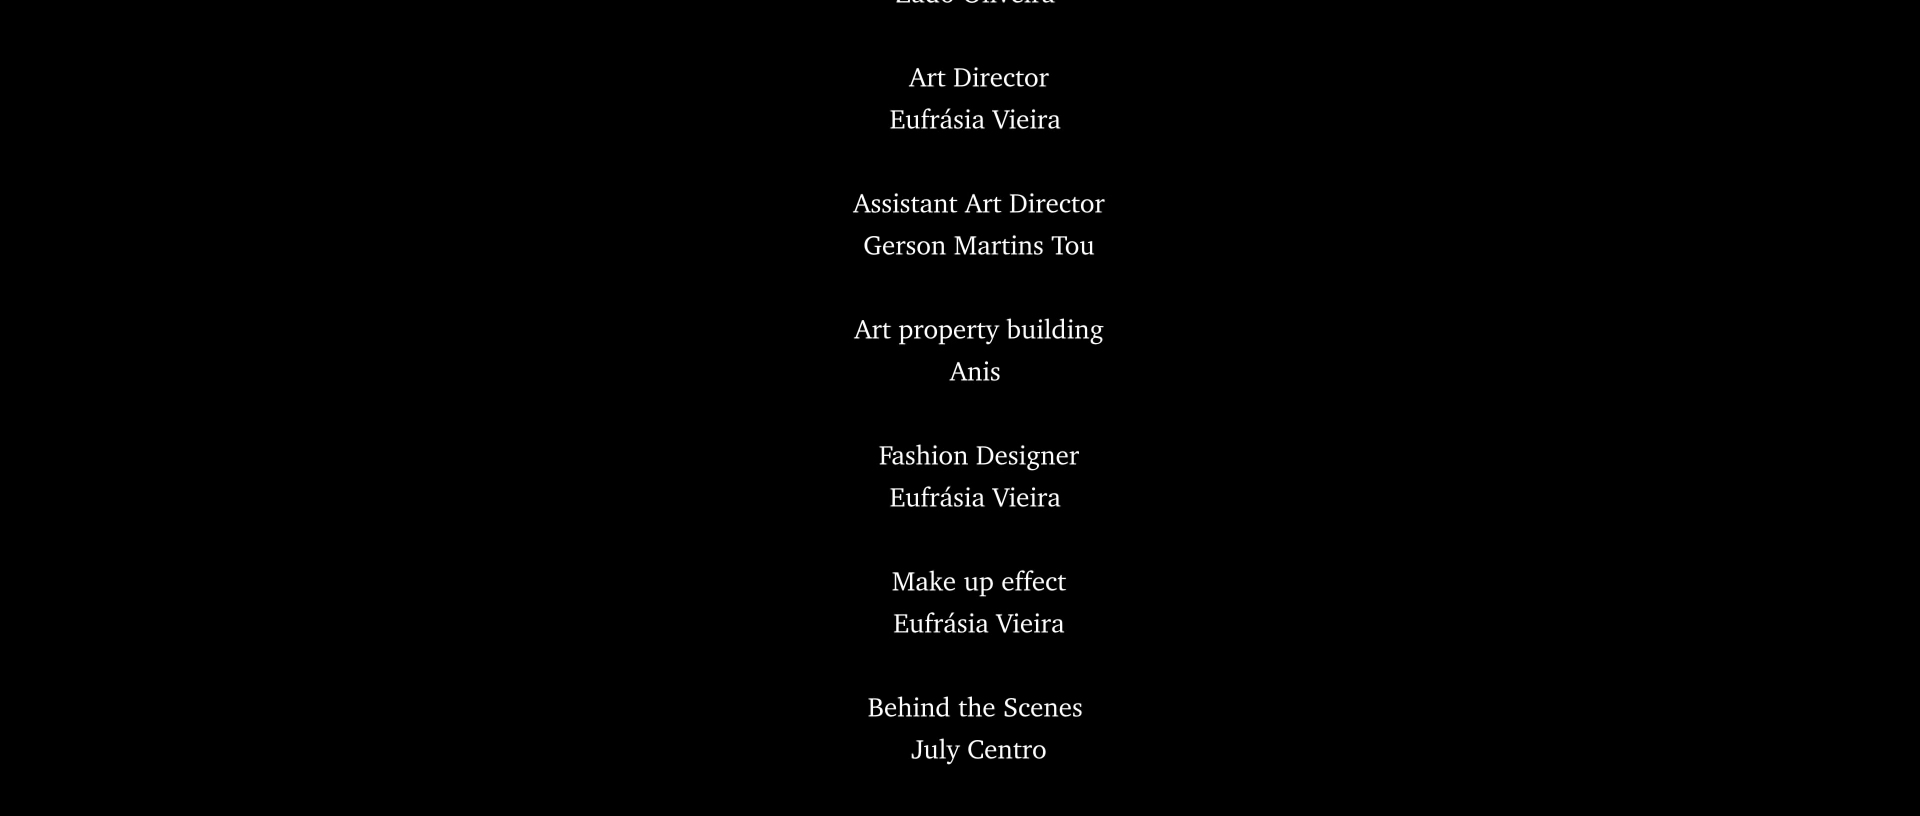 Art Director
Eufrásia Vieira
Assistant Art Director
Gerson Martins Tou
Art property building
Anis
Fashion Designer
Eufrásia Vieira
Make up effect
Eufrásia Vieira
Behind the Scenes
July Centro